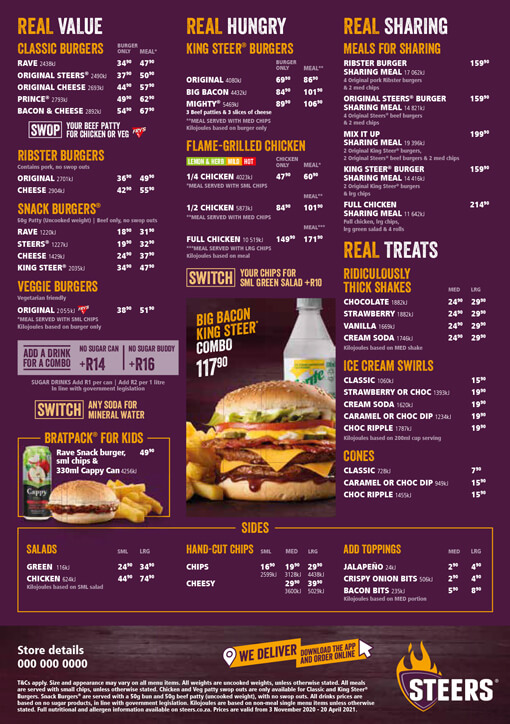 REAL VALUE
CLASSIC BURGERS BURGER ONLY MEAL*
RAVE 2438kJ 34⁹⁰ 47⁹⁰
ORIGINAL STEERS® 2490kJ 37⁹⁰ 50⁹⁰
ORIGINAL CHEESE 2693kJ 44⁹⁰ 57⁹⁰
PRINCE® 2793kJ 49⁹⁰ 62⁹⁰
BACON & CHEESE 2892kJ 54⁹⁰ 67⁹⁰
SWOP YOUR BEEF PATTY
FOR CHICKEN OR VEG FRY'S
RIBSTER BURGERS
Contains pork, no swop outs
ORIGINAL 2701kJ 36⁹⁰ 49⁹⁰
CHEESE 2904kJ 42⁹⁰ 55⁹⁰
SNACK BURGERS®
50g Patty (Uncooked weight) | Beef only, no swop outs
RAVE 1220kJ 18⁹⁰ 31⁹⁰
STEERS® 1227kJ 19⁹⁰ 32⁹⁰
CHEESE 1429kJ 24⁹⁰ 37⁹⁰
KING STEER® 2035kJ 34⁹⁰ 47⁹⁰
VEGGIE BURGERS
Vegetarian friendly
ORIGINAL 2055kJ FRY'S 38⁹⁰ 51⁹⁰
*MEAL SERVED WITH SML CHIPS
Kilojoules based on burger only
ADD A DRINK
FOR A COMBO
NO SUGAR CAN
+R14
NO SUGAR BUDDY
+R16
SUGAR DRINKS Add R1 per can | Add R2 per 1 litre
In line with government legislation
SWITCH ANY SODA FOR
MINERAL WATER
BRATPACK® FOR KIDS
Rave Snack burger, 49⁹⁰
sml chips &
330ml Cappy Can 4256kJ
Cappy
REAL HUNGRY
KING STEER® BURGERS
BURGER ONLY MEAL**
ORIGINAL 4080kJ 69⁹⁰ 86⁹⁰
BIG BACON 4432kJ 84⁹⁰ 101⁹⁰
MIGHTY® 5469kJ 89⁹⁰ 106⁹⁰
3 Beef patties & 3 slices of cheese
**MEAL SERVED WITH MED CHIPS
Kilojoules based on burger only
FLAME-GRILLED CHICKEN
LEMON & HERB MILD HOT CHICKEN ONLY MEAL*
1/4 CHICKEN 4023kJ 47⁹⁰ 60⁹⁰
*MEAL SERVED WITH SML CHIPS
MEAL**
1/2 CHICKEN 5873kJ 84⁹⁰ 101⁹⁰
**MEAL SERVED WITH MED CHIPS
MEAL***
FULL CHICKEN 10 519kJ 149⁹⁰ 171⁹⁰
***MEAL SERVED WITH LRG CHIPS
Kilojoules based on meal
SWITCH YOUR CHIPS FOR
SML GREEN SALAD +R10
BIG BACON
KING STEER®
COMBO
117⁹⁰
REAL SHARING
MEALS FOR SHARING
RIBSTER BURGER 159⁹⁰
SHARING MEAL 17 062kJ
4 Original pork Ribster burgers
& 2 med chips
ORIGINAL STEERS® BURGER 159⁹⁰
SHARING MEAL 14 821kJ
4 Original Steers® beef burgers
& 2 med chips
MIX IT UP 199⁹⁰
SHARING MEAL 19 396kJ
2 Original King Steer® burgers,
2 Original Steers® beef burgers & 2 med chips
KING STEER® BURGER 159⁹⁰
SHARING MEAL 14 416kJ
2 Original King Steer® burgers
& lrg chips
FULL CHICKEN 214⁹⁰
SHARING MEAL 11 642kJ
Full chicken, lrg chips,
lrg green salad & 4 rolls
REAL TREATS
RIDICULOUSLY
THICK SHAKES MED LRG
CHOCOLATE 1882kJ 24⁹⁰ 29⁹⁰
STRAWBERRY 1882kJ 24⁹⁰ 29⁹⁰
VANILLA 1669kJ 24⁹⁰ 29⁹⁰
CREAM SODA 1746kJ 24⁹⁰ 29⁹⁰
Kilojoules based on MED shake
ICE CREAM SWIRLS
CLASSIC 1060kJ 15⁹⁰
STRAWBERRY OR CHOC 1393kJ 19⁹⁰
CREAM SODA 1620kJ 19⁹⁰
CARAMEL OR CHOC DIP 1234kJ 19⁹⁰
CHOC RIPPLE 1787kJ 19⁹⁰
Kilojoules based on 200ml cup serving
CONES
CLASSIC 728kJ 7⁹⁰
CARAMEL OR CHOC DIP 949kJ 15⁹⁰
CHOC RIPPLE 1455kJ 15⁹⁰
SIDES
SALADS SML LRG
GREEN 116kJ 24⁹⁰ 34⁹⁰
CHICKEN 624kJ 44⁹⁰ 74⁹⁰
Kilojoules based on SML salad
HAND-CUT CHIPS SML MED LRG
CHIPS 16⁹⁰ 19⁹⁰ 29⁹⁰
2599kJ 3128kJ 4438kJ
CHEESY 29⁹⁰ 39⁹⁰
3600kJ 5029kJ
ADD TOPPINGS MED LRG
JALAPEÑO 24kJ 2⁹⁰ 4⁹⁰
CRISPY ONION BITS 506kJ 2⁹⁰ 4⁹⁰
BACON BITS 235kJ 5⁹⁰ 8⁹⁰
Kilojoules based on MED portion
Store details
000 000 0000
WE DELIVER DOWNLOAD THE APP
AND ORDER ONLINE
STEERS®
T&Cs apply. Size and appearance may vary on all menu items. All weights are uncooked weights, unless otherwise stated. All meals
are served with small chips, unless otherwise stated. Chicken and Veg patty swop outs are only available for Classic and King Steer®
Burgers. Snack Burgers® are served with a 50g bun and 50g beef patty (uncooked weight), with no swop outs. All drinks prices are
based on no sugar products, in line with government legislation. Kilojoules are based on non-meal single menu items unless otherwise
stated. Full nutritional and allergen information available on steers.co.za. Prices are valid from 3 November 2020 - 20 April 2021.